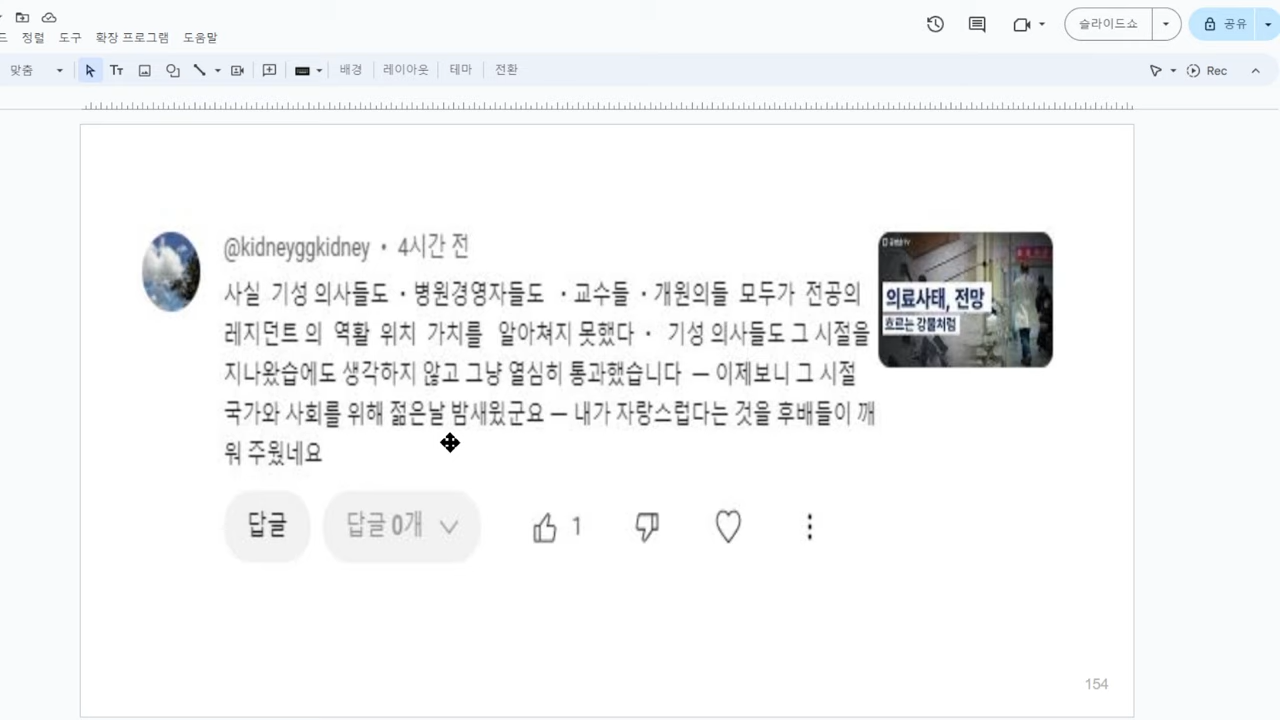 드 정렬 도구 확장 프로그램 도움말
슬라이드쇼 공유
맞춤 Tт 배경 레이아웃 테마 전환 Rec
@kidneyggkidney • 4시간 전
사실 기성 의사들도 · 병원경영자들도 · 교수들 · 개원의들 모두가 전공의
레지던트 의 역활 위치 가치를 알아쳐지 못했다 · 기성 의사들도 그 시절을
지나왔습에도 생각하지 않고 그냥 열심히 통과했습니다 ㅡ 이제보니 그 시절
국가와 사회를 위해 젊은날 밤새웠군요 ㅡ 내가 자랑스럽다는 것을 후배들이 깨
워 주웠네요
의료사태, 전망
흐르는 강물처럼
답글 답글 0개 1
154